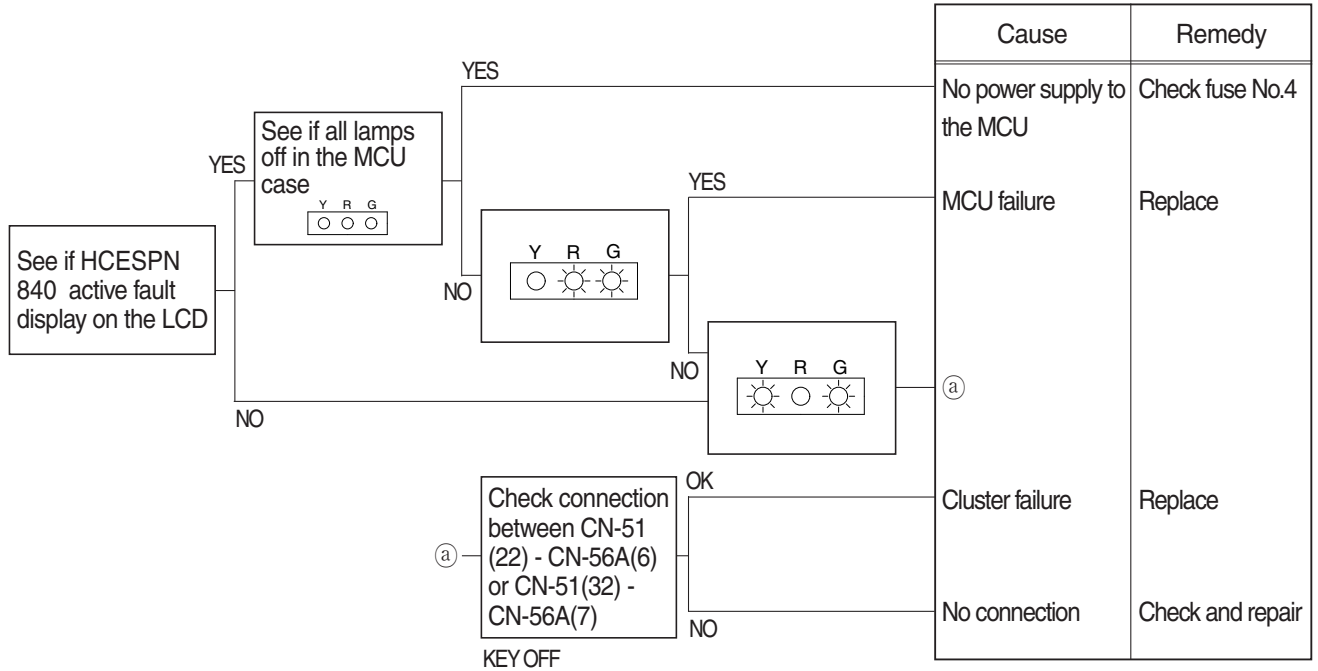 See if HCESPN
840 active fault
display on the LCD
YES
NO
See if all lamps
off in the MCU
case
Y R G
YES
NO
Y R G
YES
NO
Y R G
ⓐ
ⓐ
Check connection
between CN-51
(22) - CN-56A(6)
or CN-51(32) -
CN-56A(7)
KEY OFF
OK
NO
Cause Remedy
No power supply to Check fuse No.4
the MCU
MCU failure Replace
Cluster failure Replace
No connection Check and repair